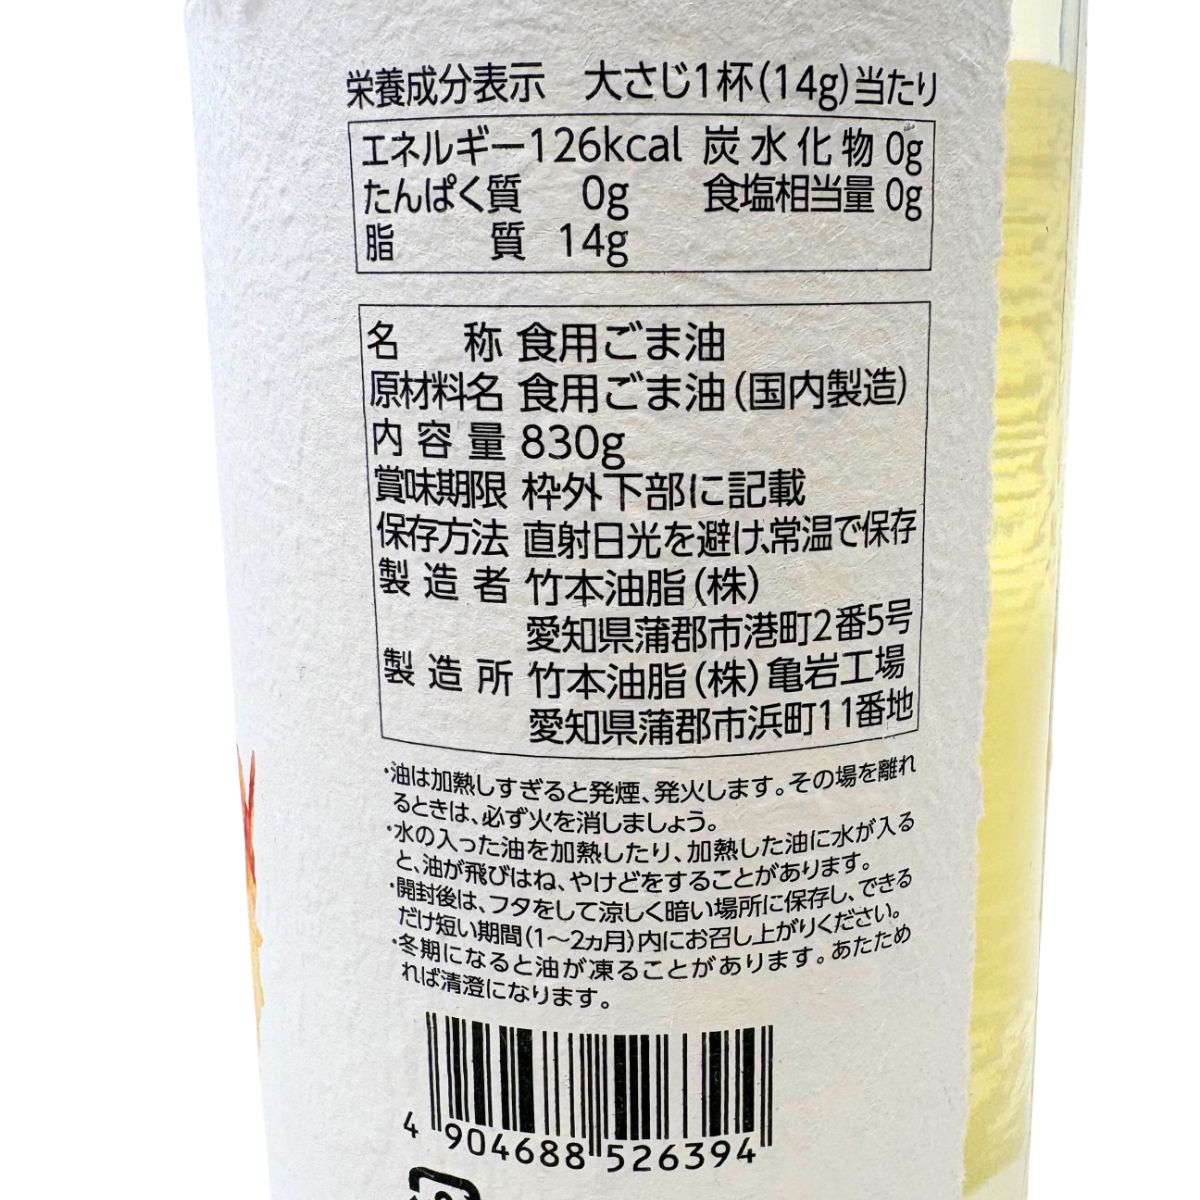 栄養成分表示 大さじ1杯(14g)当たり
エネルギー126kcal 炭水化物 0g
たんぱく質 0g 食塩相当量 0g
脂質 14g
名称 食用ごま油
原材料名 食用ごま油(国内製造)
内容量 830g
賞味期限 枠外下部に記載
保存方法 直射日光を避け、常温で保存
製造者 竹本油脂(株)
愛知県蒲郡市港町2番5号
製造所 竹本油脂(株)亀岩工場
愛知県蒲郡市浜町11番地
・油は加熱しすぎると発煙、発火します。その場を離れ
るときは、必ず火を消しましょう。
・水の入った油を加熱したり、加熱した油に水が入る
と、油が飛びはね、やけどをすることがあります。
・開封後は、フタをして涼しく暗い場所に保存し、できる
だけ短い期間(1〜2ヵ月)内にお召し上がりください。
・冬期になると油が凍ることがあります。あたため
れば清澄になります。
4 904688 526394